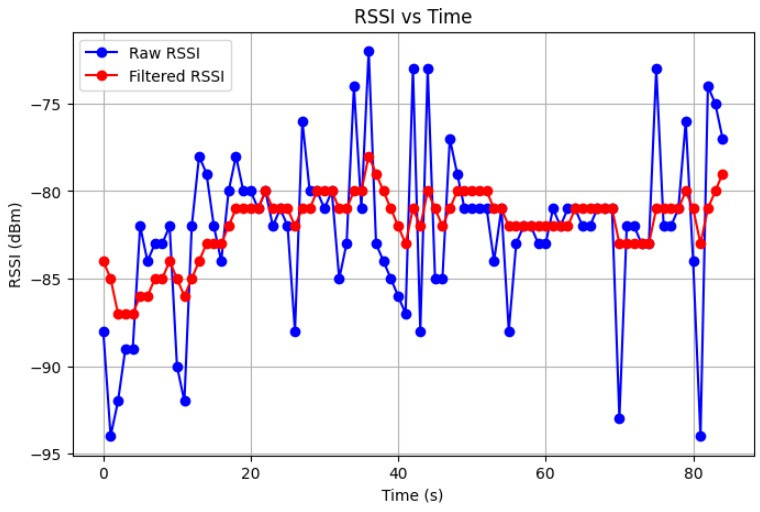 RSSI vs Time
Raw RSSI
Filtered RSSI
−75
−80
−85
−90
−95
RSSI (dBm)
0 20 40 60 80
Time (s)